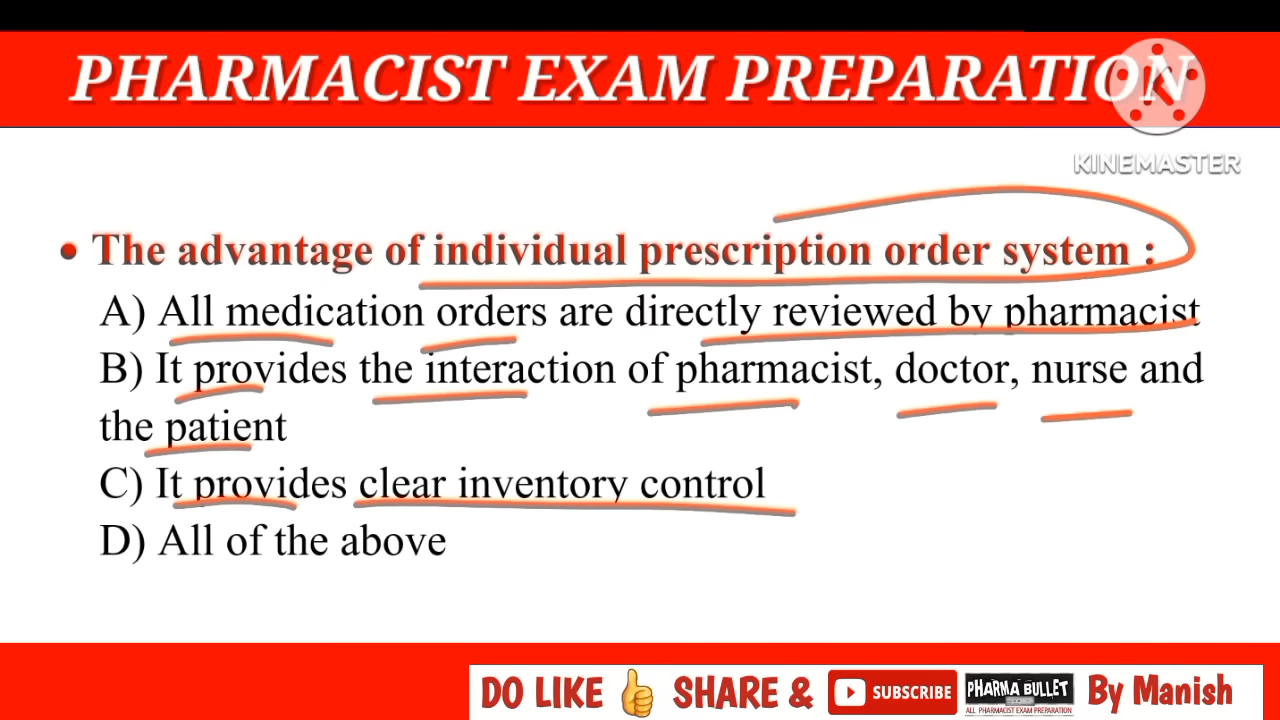 PHARMACIST EXAM PREPARATION
KINEMASTER
• The advantage of individual prescription order system :
A) All medication orders are directly reviewed by pharmacist
B) It provides the interaction of pharmacist, doctor, nurse and
the patient
C) It provides clear inventory control
D) All of the above
DO LIKE 👍 SHARE & SUBSCRIBE PHARMA BULLET By Manish
ALL PHARMACIST EXAM PREPARATION